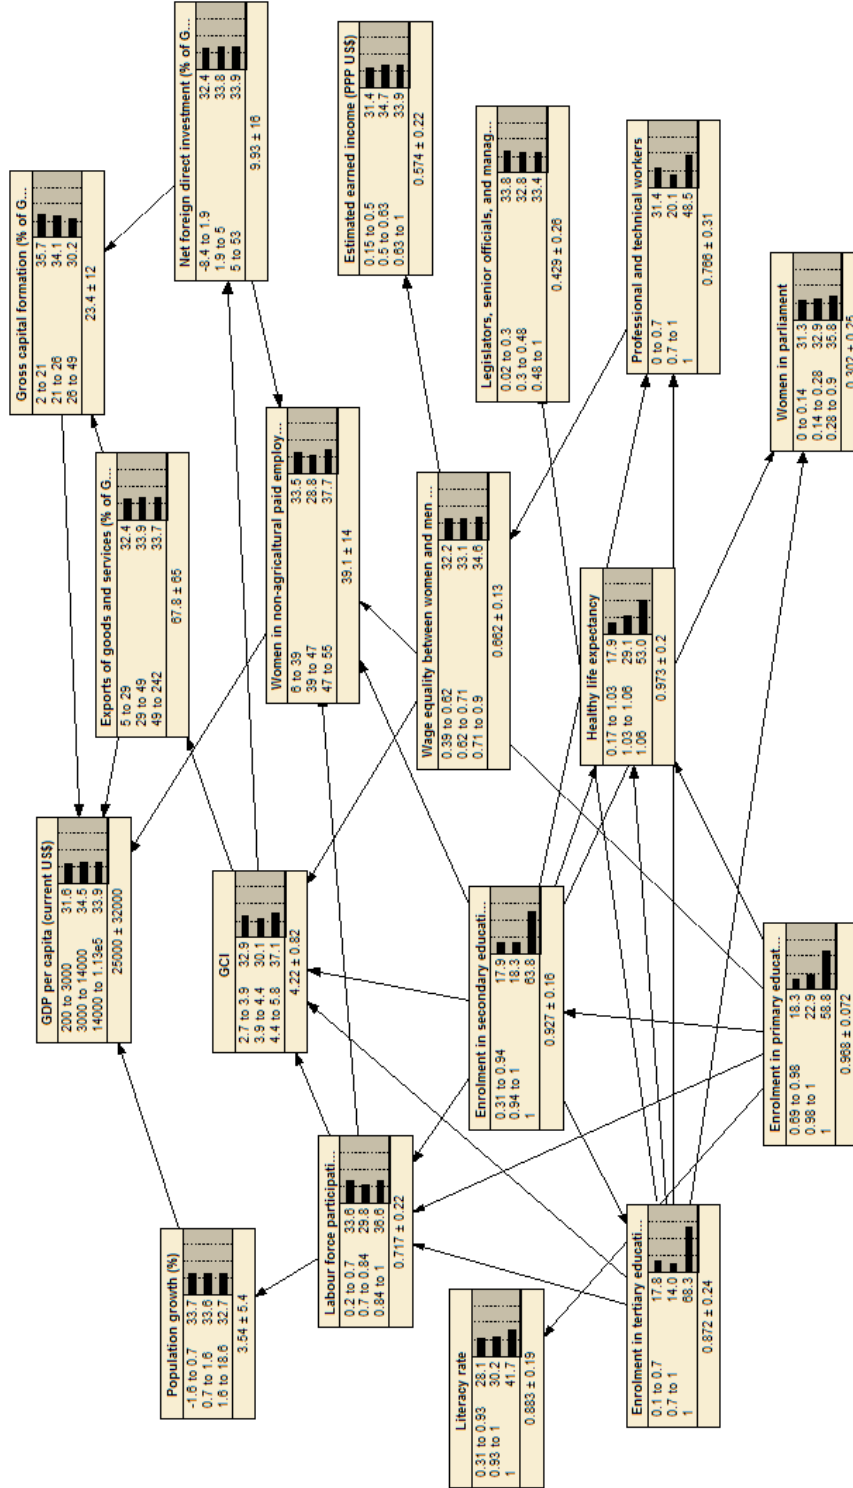 Gross capital formation (% of G...
2 to 21 35.7
21 to 26 34.1
26 to 49 30.2
23.4 ± 12
GDP per capita (current US$)
200 to 3000 31.6
3000 to 14000 34.5
14000 to 1.13e5 33.9
25000 ± 32000
Exports of goods and services (% of G...
5 to 29 32.4
29 to 49 33.9
49 to 242 33.7
67.8 ± 65
Population growth (%)
-1.6 to 0.7 33.7
0.7 to 1.6 33.6
1.6 to 18.6 32.7
3.54 ± 5.4
Net foreign direct investment (% of G...
-8.4 to 1.9 32.4
1.9 to 5 33.8
5 to 53 33.9
9.93 ± 16
GCI
2.7 to 3.9 32.9
3.9 to 4.4 30.1
4.4 to 5.8 37.1
4.22 ± 0.82
Women in non-agricaltural paid employ...
6 to 39 33.5
39 to 47 28.8
47 to 55 37.7
39.1 ± 14
Labour force participati...
0.2 to 0.7 33.6
0.7 to 0.84 29.8
0.84 to 1 36.6
0.717 ± 0.22
Estimated earned income (PPP US$)
0.15 to 0.5 31.4
0.5 to 0.63 34.7
0.63 to 1 33.9
0.574 ± 0.22
Wage equality between women and men ...
0.39 to 0.62 32.2
0.62 to 0.71 33.1
0.71 to 0.9 34.6
0.662 ± 0.13
Literacy rate
0.31 to 0.93 28.1
0.93 to 1 30.2
1 41.7
0.883 ± 0.19
Enrolment in secondary educati...
0.31 to 0.94 17.9
0.94 to 1 18.3
1 63.8
0.927 ± 0.16
Legislators, senior officials, and manag...
0.02 to 0.3 33.8
0.3 to 0.48 32.8
0.48 to 1 33.4
0.429 ± 0.26
Healthy life expectancy
0.17 to 1.03 17.9
1.03 to 1.06 29.1
1.06 53.0
0.973 ± 0.2
Enrolment in tertiary educati...
0.1 to 0.7 17.8
0.7 to 1 14.0
1 68.3
0.872 ± 0.24
Professional and technical workers
0 to 0.7 31.4
0.7 to 1 20.1
1 48.5
0.766 ± 0.31
Enrolment in primary educat...
0.69 to 0.98 18.3
0.98 to 1 22.9
1 58.8
0.968 ± 0.072
Women in parliament
0 to 0.14 31.3
0.14 to 0.28 32.9
0.28 to 0.9 35.8
0.302 ± 0.25